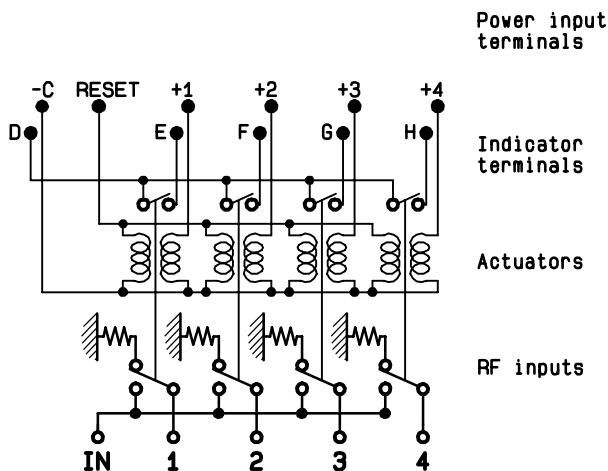 Power input
terminals
-C RESET +1 +2 +3 +4
D E F G H
Indicator
terminals
Actuators
RF inputs
IN 1 2 3 4